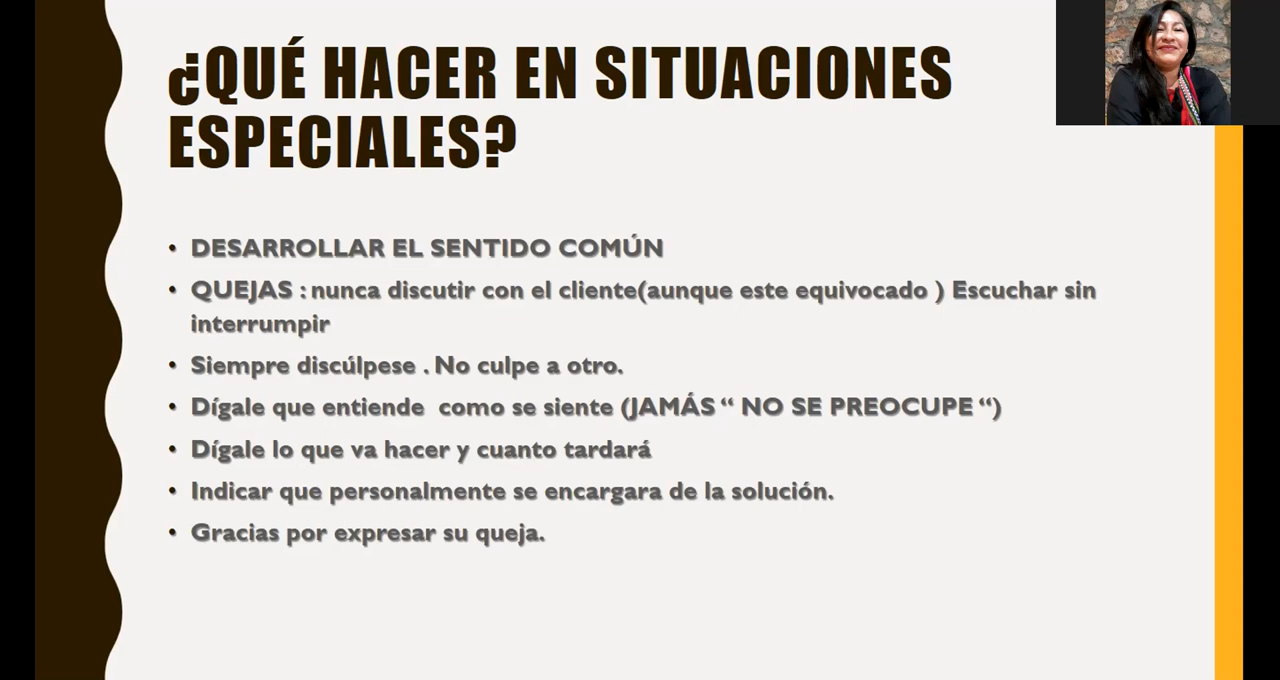 ¿QUÉ HACER EN SITUACIONES
ESPECIALES?
• DESARROLLAR EL SENTIDO COMÚN
• QUEJAS : nunca discutir con el cliente(aunque este equivocado ) Escuchar sin
interrumpir
• Siempre discúlpese . No culpe a otro.
• Dígale que entiende  como se siente (JAMÁS “ NO SE PREOCUPE “)
• Dígale lo que va hacer y cuanto tardará
• Indicar que personalmente se encargara de la solución.
• Gracias por expresar su queja.